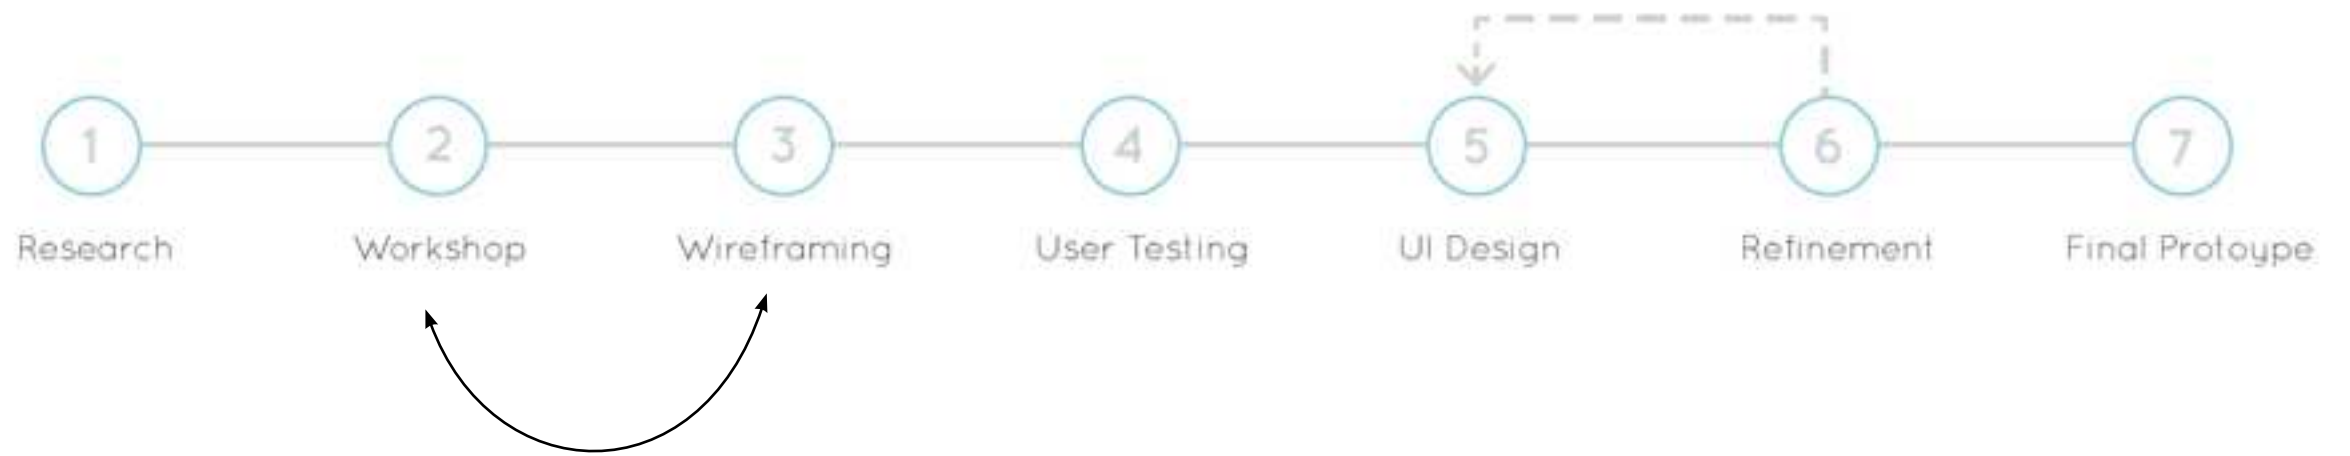 1
2
3
4
5
6
7
Research
Workshop
Wireframing
User Testing
UI Design
Refinement
Final Protoype